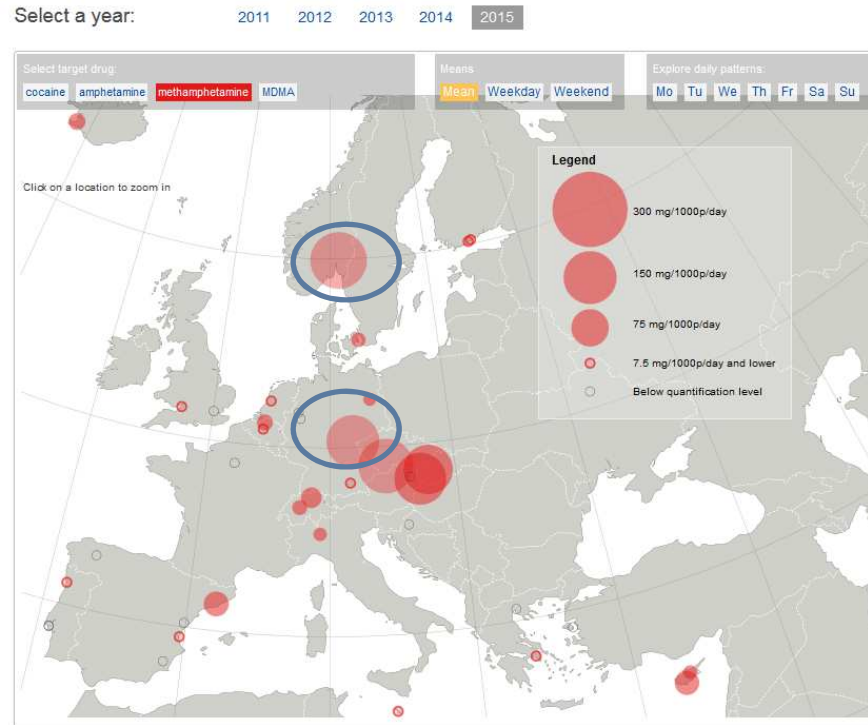 Select a year: 2011 2012 2013 2014 2015
Select target drug: Means Explore daily patterns:
cocaine amphetamine methamphetamine MDMA Mean Weekday Weekend Mo Tu We Th Fr Sa Su
Click on a location to zoom in
Legend
300 mg/1000p/day
150 mg/1000p/day
75 mg/1000p/day
7.5 mg/1000p/day and lower
Below quantification level